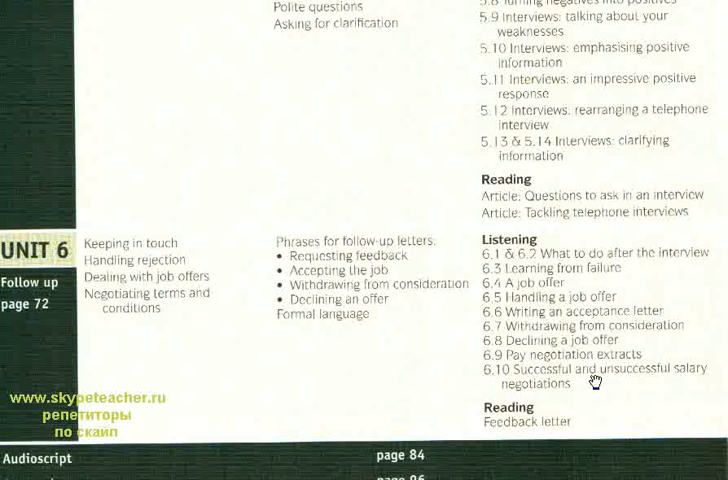 Polite questions
Asking for clarification
5.8 Turning negatives into positives
5.9 Interviews: talking about your
weaknesses
5.10 Interviews: emphasising positive
information
5.11 Interviews: an impressive positive
response
5.12 Interviews: rearranging a telephone
interview
5.13 & 5.14 Interviews: clarifying
information
Reading
Article: Questions to ask in an interview
Article: Tackling telephone interviews
UNIT 6
Follow up
page 72
Keeping in touch
Handling rejection
Dealing with job offers
Negotiating terms and
conditions
Phrases for follow-up letters:
• Requesting feedback
• Accepting the job
• Withdrawing from consideration
• Declining an offer
Formal language
Listening
6.1 & 6.2 What to do after the interview
6.3 Learning from failure
6.4 A job offer
6.5 Handling a job offer
6.6 Writing an acceptance letter
6.7 Withdrawing from consideration
6.8 Declining a job offer
6.9 Pay negotiation extracts
6.10 Successful and unsuccessful salary
negotiations
Reading
Feedback letter
www.skypeteacher.ru
репетиторы
по скайп
Audioscript
page 84